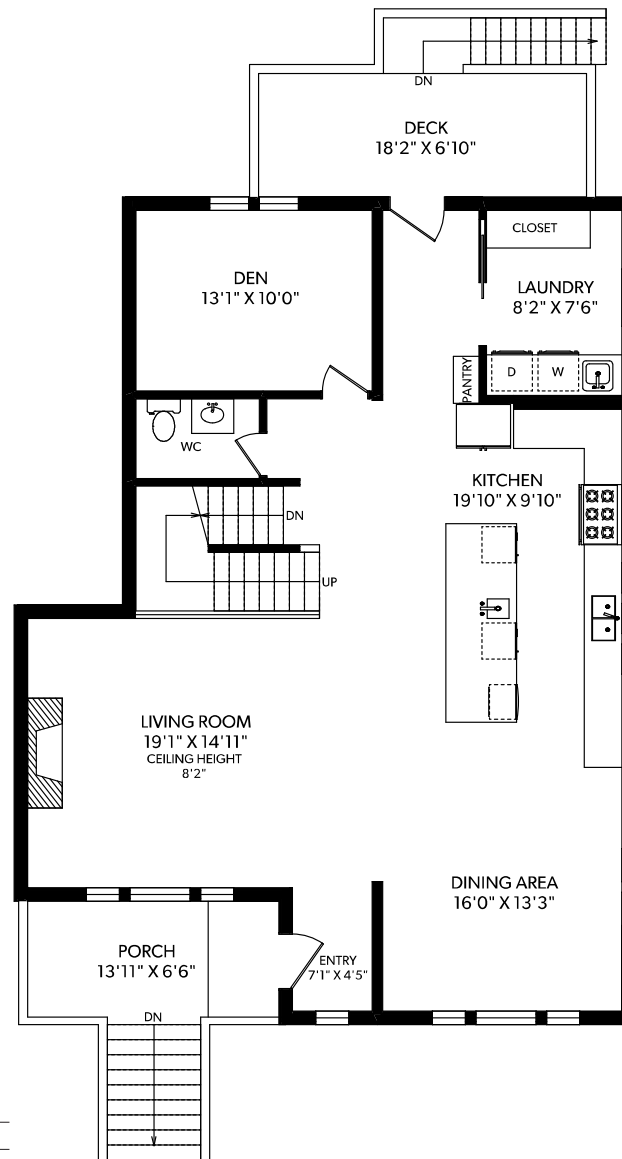 DN
DECK
18'2" X 6'10"
CLOSET
DEN
13'1" X 10'0"
LAUNDRY
8'2" X 7'6"
D
W
PANTRY
WC
KITCHEN
19'10" X 9'10"
DN
UP
LIVING ROOM
19'1" X 14'11"
CEILING HEIGHT
8'2"
DINING AREA
16'0" X 13'3"
PORCH
13'11" X 6'6"
ENTRY
7'1" X 4'5"
DN